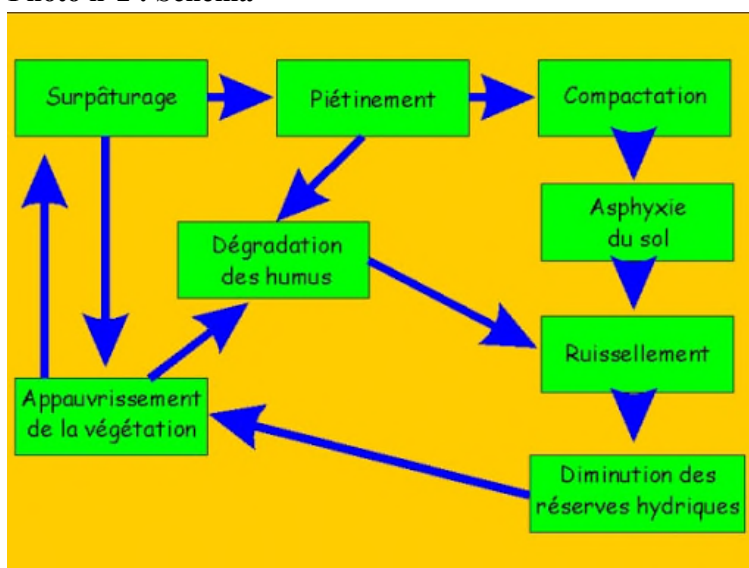 Surpâturage
Piétinement
Compactation
Dégradation
des humus
Asphyxie
du sol
Ruissellement
Appauvrissement
de la végétation
Diminution des
réserves hydriques